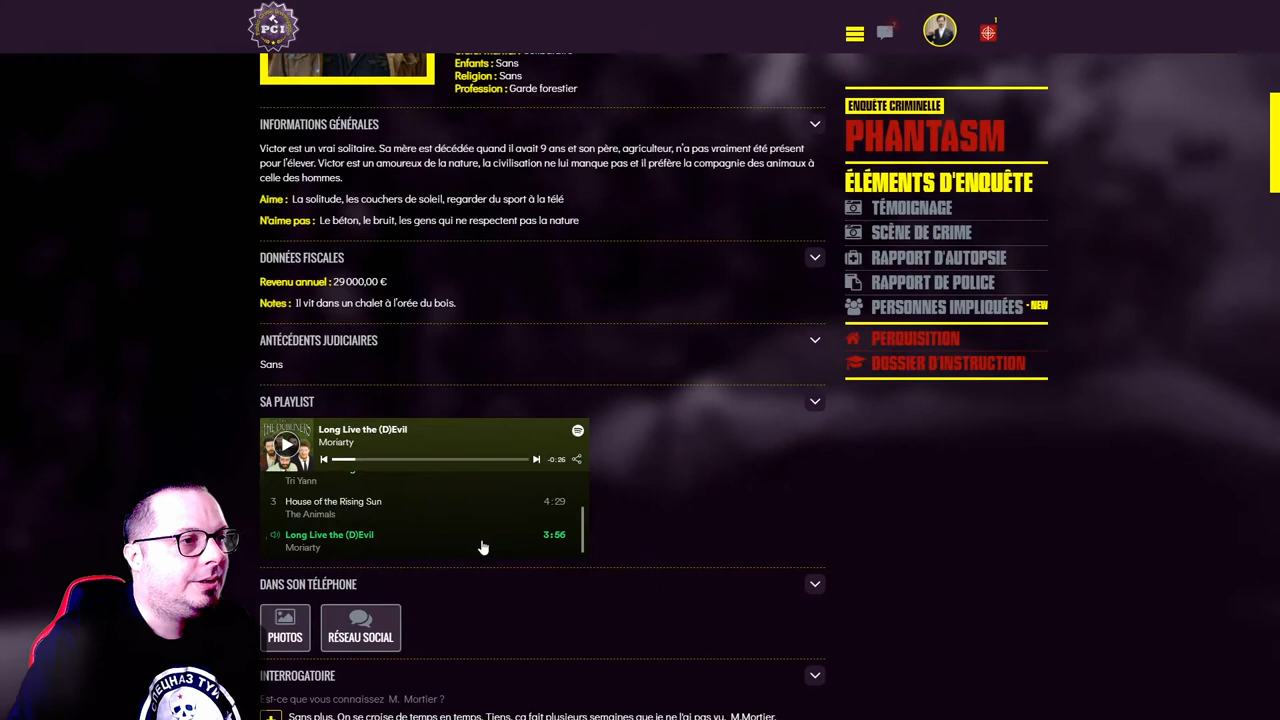 PCI
1
Enfants : Sans
Religion : Sans
Profession : Garde forestier
INFORMATIONS GÉNÉRALES
Victor est un vrai solitaire. Sa mère est décédée quand il avait 9 ans et son père, agriculteur, n'a pas vraiment été présent
pour l'élever. Victor est un amoureux de la nature, la civilisation ne lui manque pas et il préfère la compagnie des animaux à
celle des hommes.
Aime : La solitude, les couchers de soleil, regarder du sport à la télé
N'aime pas : Le béton, le bruit, les gens qui ne respectent pas la nature
DONNÉES FISCALES
Revenu annuel : 29 000,00 €
Notes : Il vit dans un chalet à l'orée du bois.
ANTÉCÉDENTS JUDICIAIRES
Sans
SA PLAYLIST
Long Live the (D)Evil
Moriarty
-0:26
Tri Yann
3 House of the Rising Sun 4:29
The Animals
Long Live the (D)Evil 3:56
Moriarty
DANS SON TÉLÉPHONE
PHOTOS
RÉSEAU SOCIAL
INTERROGATOIRE
Est-ce que vous connaissez M. Mortier ?
Sans plus. On se croise de temps en temps. Tiens, ça fait plusieurs semaines que je ne l'ai pas vu, M.Mortier.
ENQUÊTE CRIMINELLE
PHANTASM
ÉLÉMENTS D'ENQUÊTE
TÉMOIGNAGE
SCÈNE DE CRIME
RAPPORT D'AUTOPSIE
RAPPORT DE POLICE
PERSONNES IMPLIQUÉES - NEW
PERQUISITION
DOSSIER D'INSTRUCTION
СПЕЦНАЗ ТУЙ